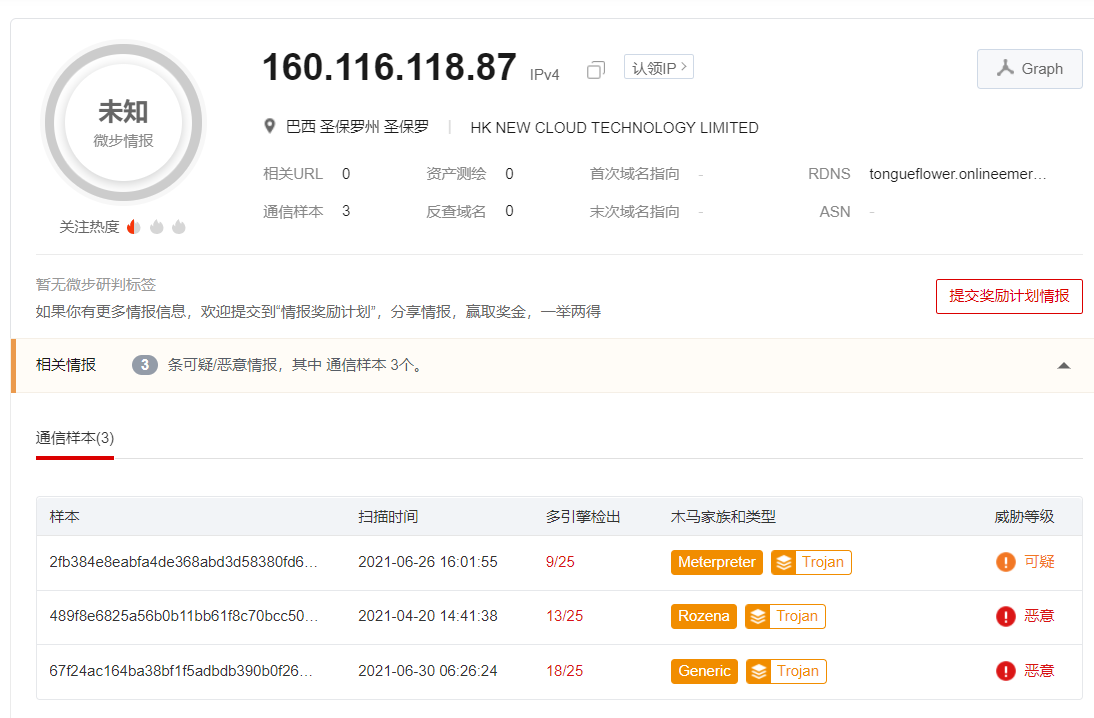 未知
微步情报
关注热度
160.116.118.87 IPv4 认领IP
Graph
巴西 圣保罗州 圣保罗 HK NEW CLOUD TECHNOLOGY LIMITED
相关URL 0 资产测绘 0 首次域名指向 - RDNS tongueflower.onlineemer…
通信样本 3 反查域名 0 末次域名指向 - ASN -
暂无微步研判标签
如果你有更多情报信息，欢迎提交到“情报奖励计划”，分享情报，赢取奖金，一举两得
提交奖励计划情报
相关情报 3 条可疑/恶意情报，其中 通信样本 3个。
通信样本(3)
样本 扫描时间 多引擎检出 木马家族和类型 威胁等级
2fb384e8eabfa4de368abd3d58380fd6… 2021-06-26 16:01:55 9/25 Meterpreter Trojan 可疑
489f8e6825a56b0b11bb61f8c70bcc50… 2021-04-20 14:41:38 13/25 Rozena Trojan 恶意
67f24ac164ba38bf1f5adbdb390b0f26… 2021-06-30 06:26:24 18/25 Generic Trojan 恶意